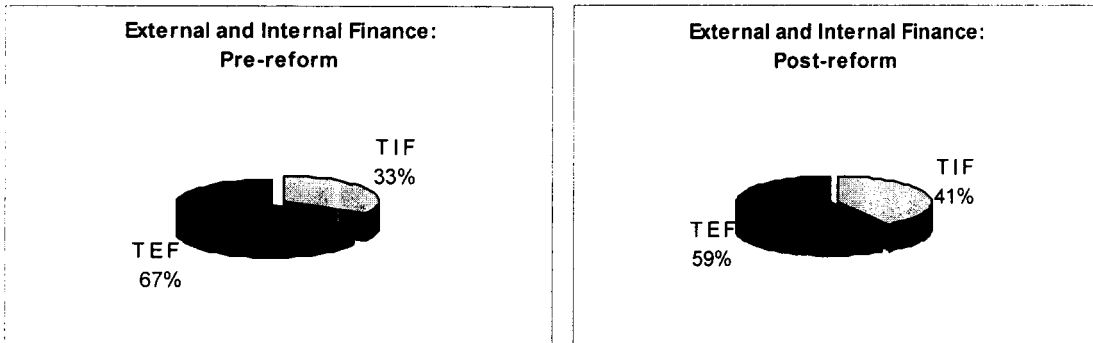 External and Internal Finance:
Pre-reform
TIF
33%
TEF
67%
External and Internal Finance:
Post-reform
TIF
41%
TEF
59%